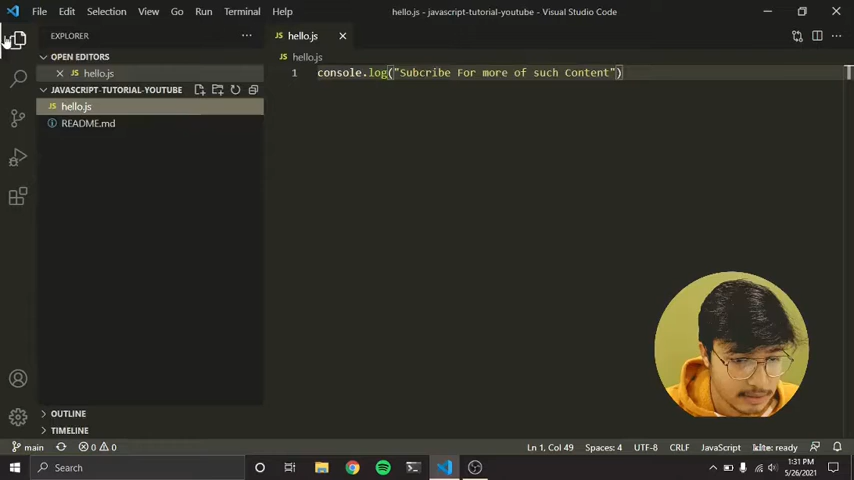 File Edit Selection View Go Run Terminal Help hello.js - javascript-tutorial-youtube - Visual Studio Code
EXPLORER
hello.js
OPEN EDITORS
hello.js
JS hello.js
JS hello.js
1 console.log("Subcribe For more of such Content")
JAVASCRIPT-TUTORIAL-YOUTUBE
JS hello.js
README.md
OUTLINE
TIMELINE
main 0 0 Ln 1, Col 49 Spaces: 4 UTF-8 CRLF JavaScript kite: ready
Search 1:31 PM
5/26/2021